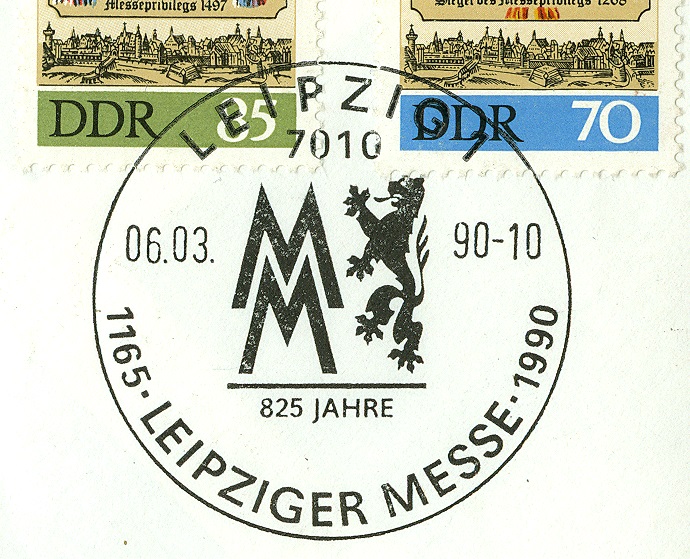 Messeprivilegs 1497
Siegel des Messeprivilegs 1268
DDR 85
DDR 70
LEIPZIG 1
7010
MM
06.03. 90-10
825 JAHRE
1165 · LEIPZIGER MESSE · 1990